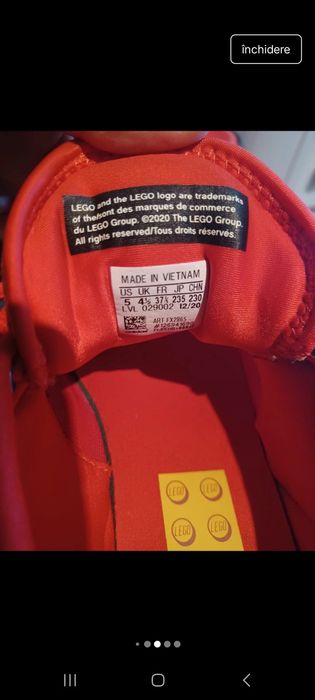 închidere
LEGO and the LEGO logo are trademarks
of the/sont des marques de commerce
du LEGO Group. ©2020 The LEGO Group.
All rights reserved/Tous droits réservés.
MADE IN VIETNAM
US UK FR JP CHN
5 4½ 37⅓ 235 230
LVL 029002 12/20
ART FX2865
LEGO LEGO
LEGO LEGO